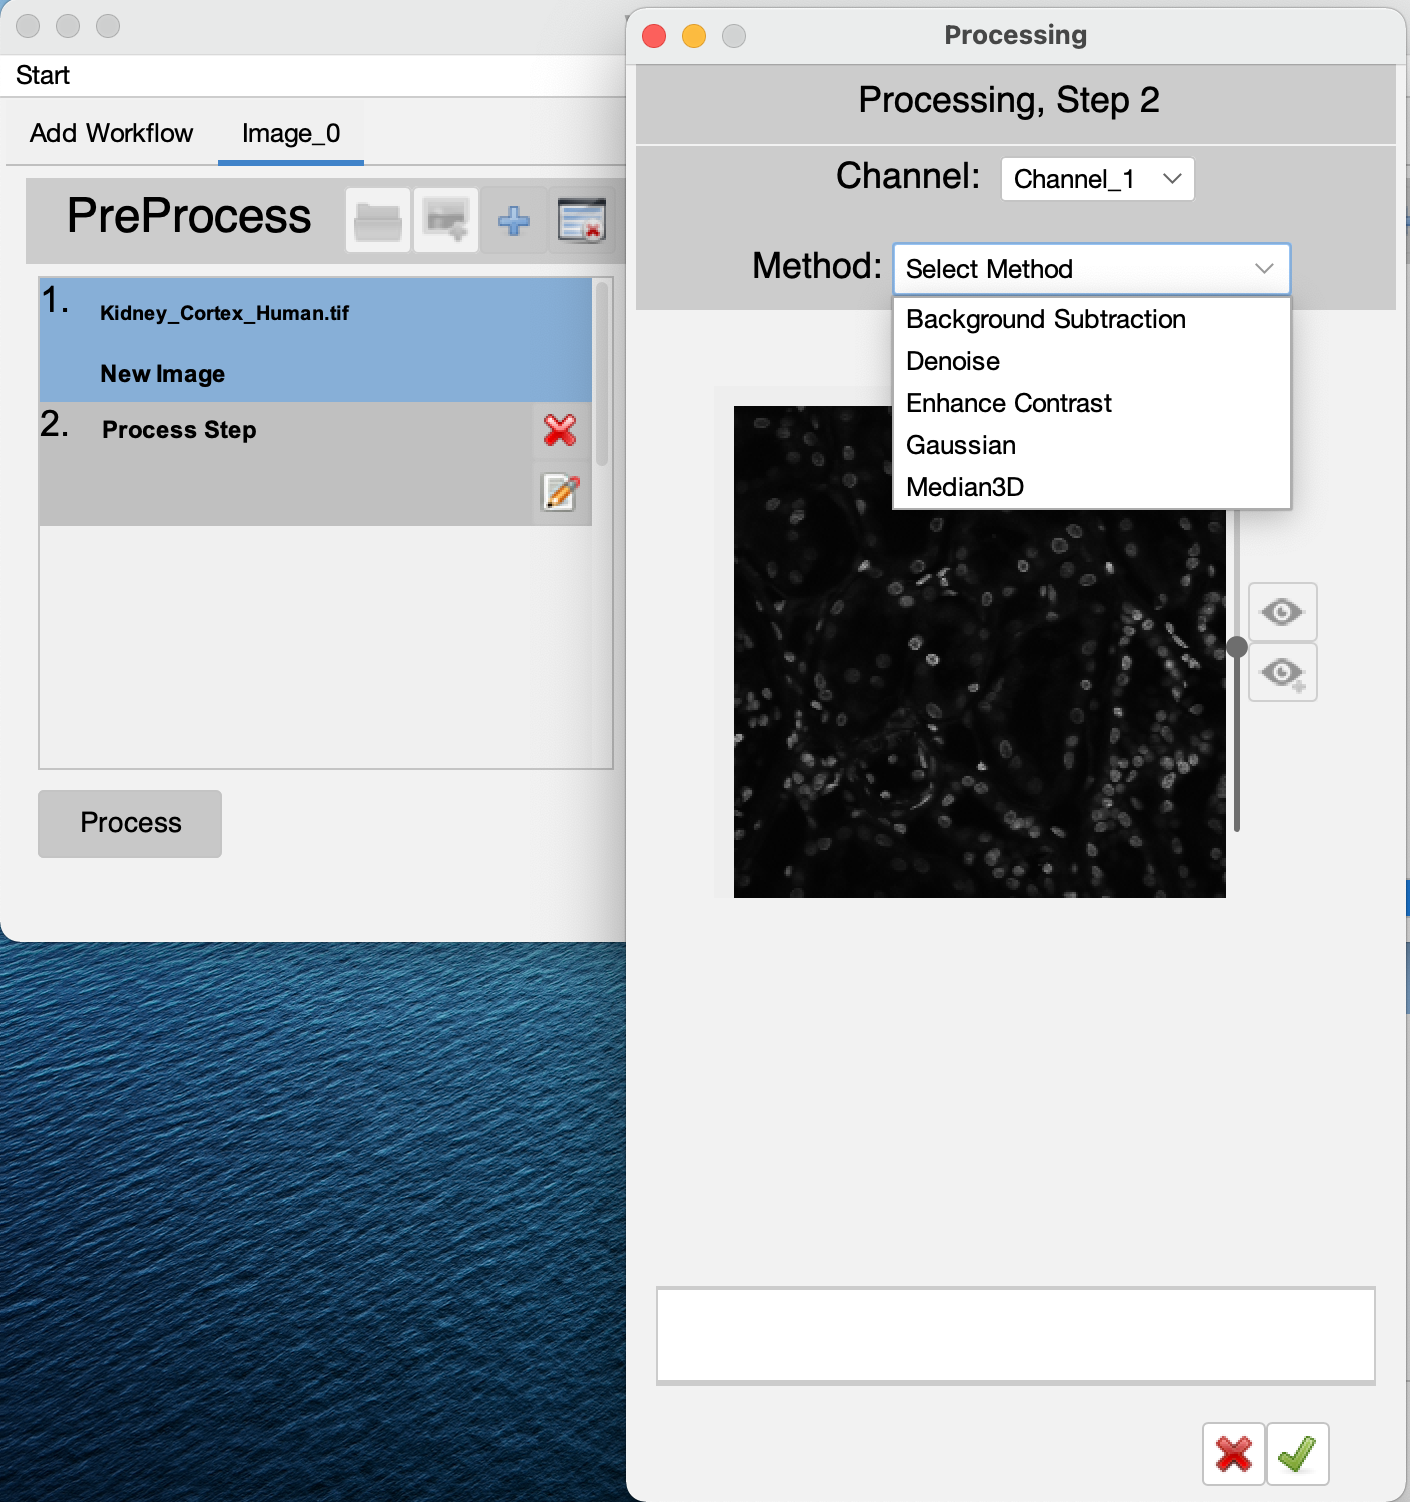 Start
Add Workflow
Image_0
PreProcess
1.
Kidney_Cortex_Human.tif
New Image
2.
Process Step
Process
Processing
Processing, Step 2
Channel:
Channel_1
Method:
Select Method
Background Subtraction
Denoise
Enhance Contrast
Gaussian
Median3D